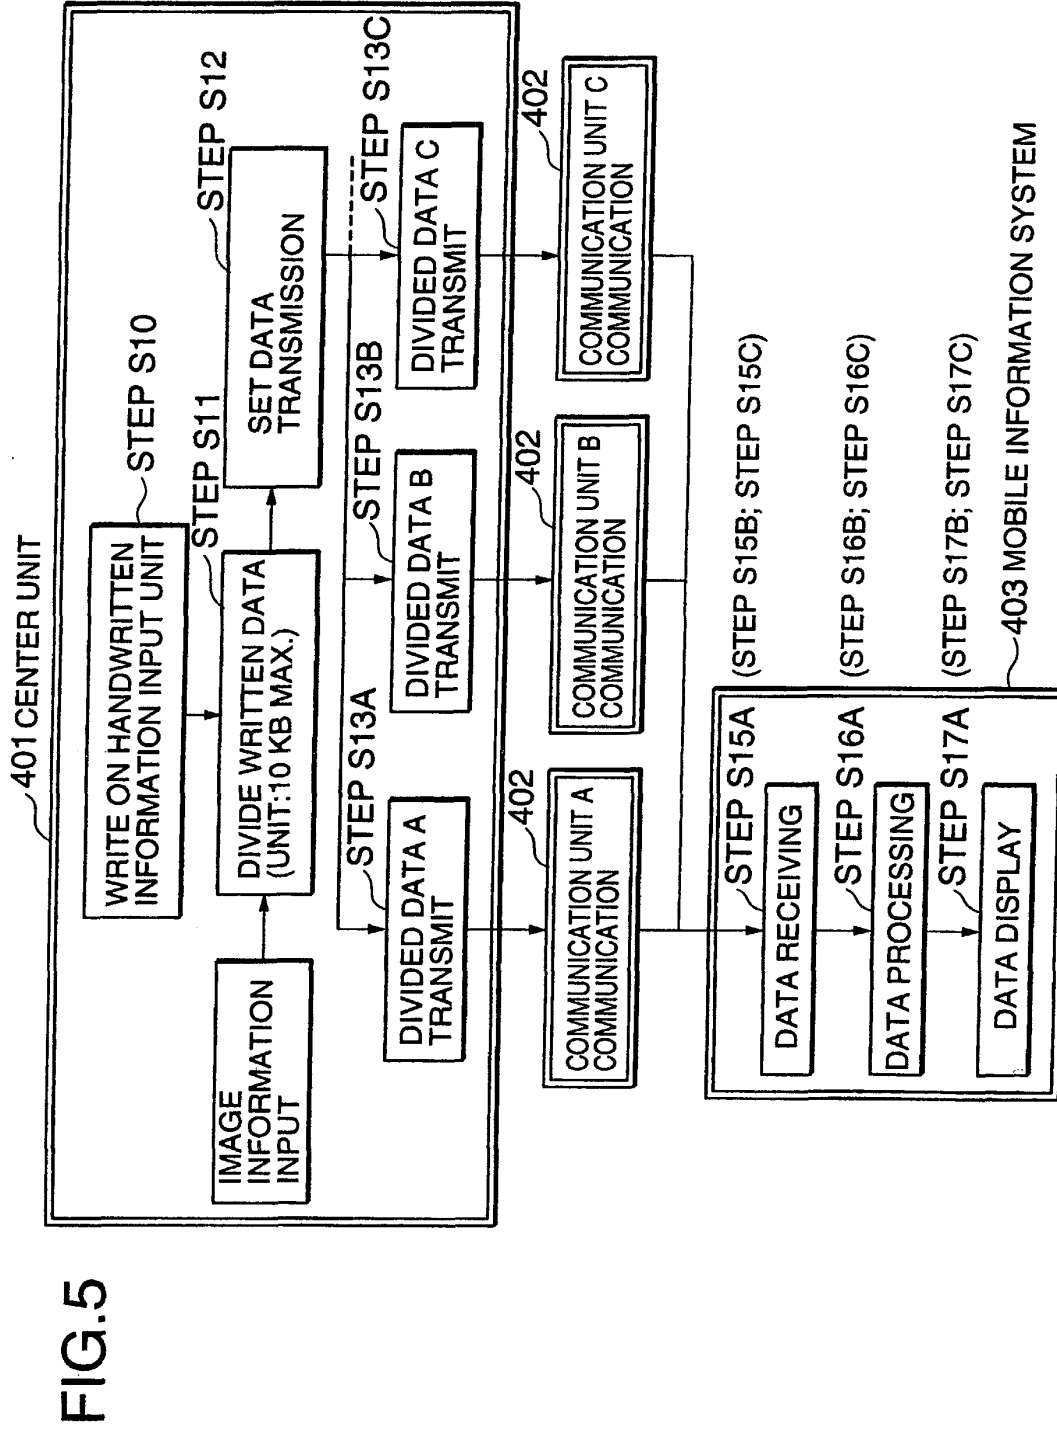 FIG.5
401 CENTER UNIT
WRITE ON HANDWRITTEN
INFORMATION INPUT UNIT
STEP S10
IMAGE
INFORMATION
INPUT
DIVIDE WRITTEN DATA
(UNIT:10 KB MAX.)
STEP S11
SET DATA
TRANSMISSION
STEP S12
STEP S13A
DIVIDED DATA A
TRANSMIT
STEP S13B
DIVIDED DATA B
TRANSMIT
STEP S13C
DIVIDED DATA C
TRANSMIT
402
COMMUNICATION UNIT A
COMMUNICATION
402
COMMUNICATION UNIT B
COMMUNICATION
402
COMMUNICATION UNIT C
COMMUNICATION
STEP S15A
(STEP S15B; STEP S15C)
DATA RECEIVING
STEP S16A
(STEP S16B; STEP S16C)
DATA PROCESSING
STEP S17A
(STEP S17B; STEP S17C)
DATA DISPLAY
403 MOBILE INFORMATION SYSTEM